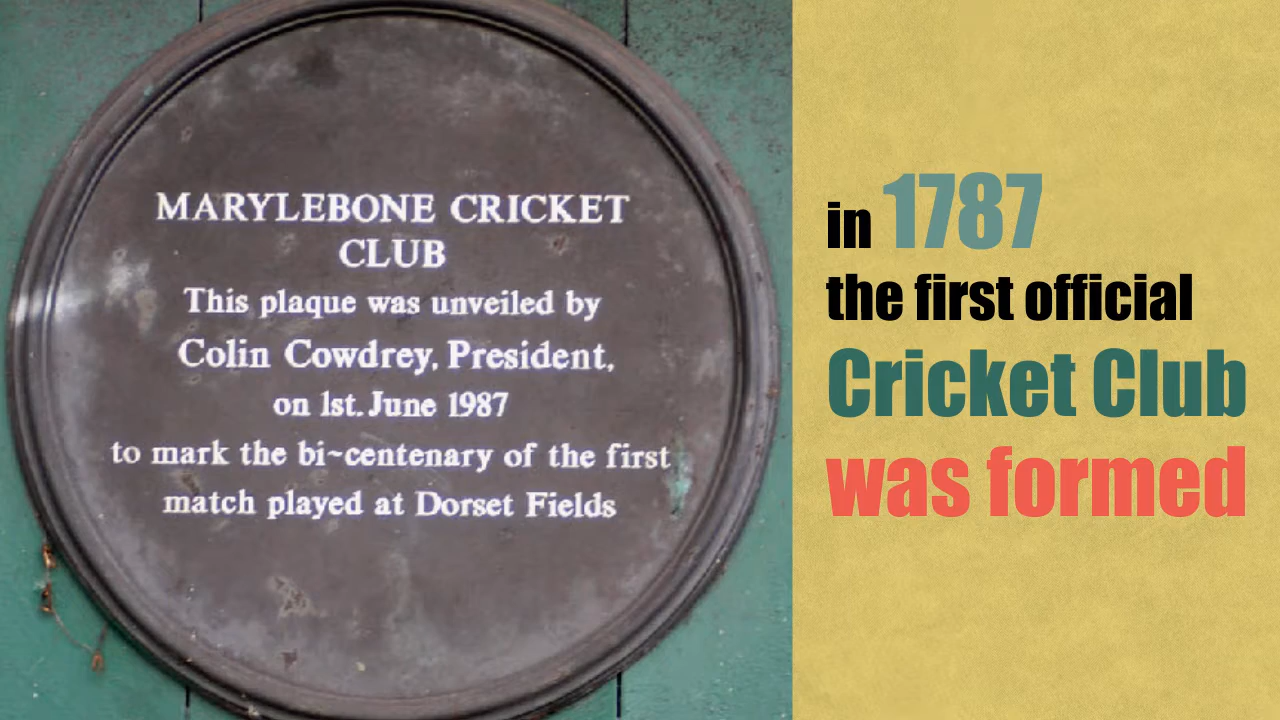 MARYLEBONE CRICKET
CLUB
This plaque was unveiled by
Colin Cowdrey, President,
on 1st. June 1987
to mark the bi~centenary of the first
match played at Dorset Fields
in 1787
the first official
Cricket Club
was formed